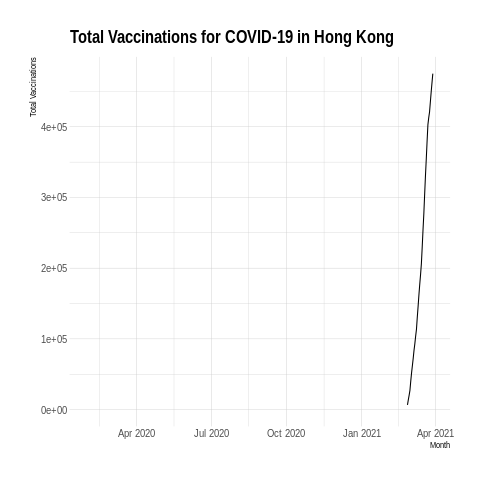 Total Vaccinations for COVID-19 in Hong Kong
Total Vaccinations
4e+05
3e+05
2e+05
1e+05
0e+00
Apr 2020 Jul 2020 Oct 2020 Jan 2021 Apr 2021
Month